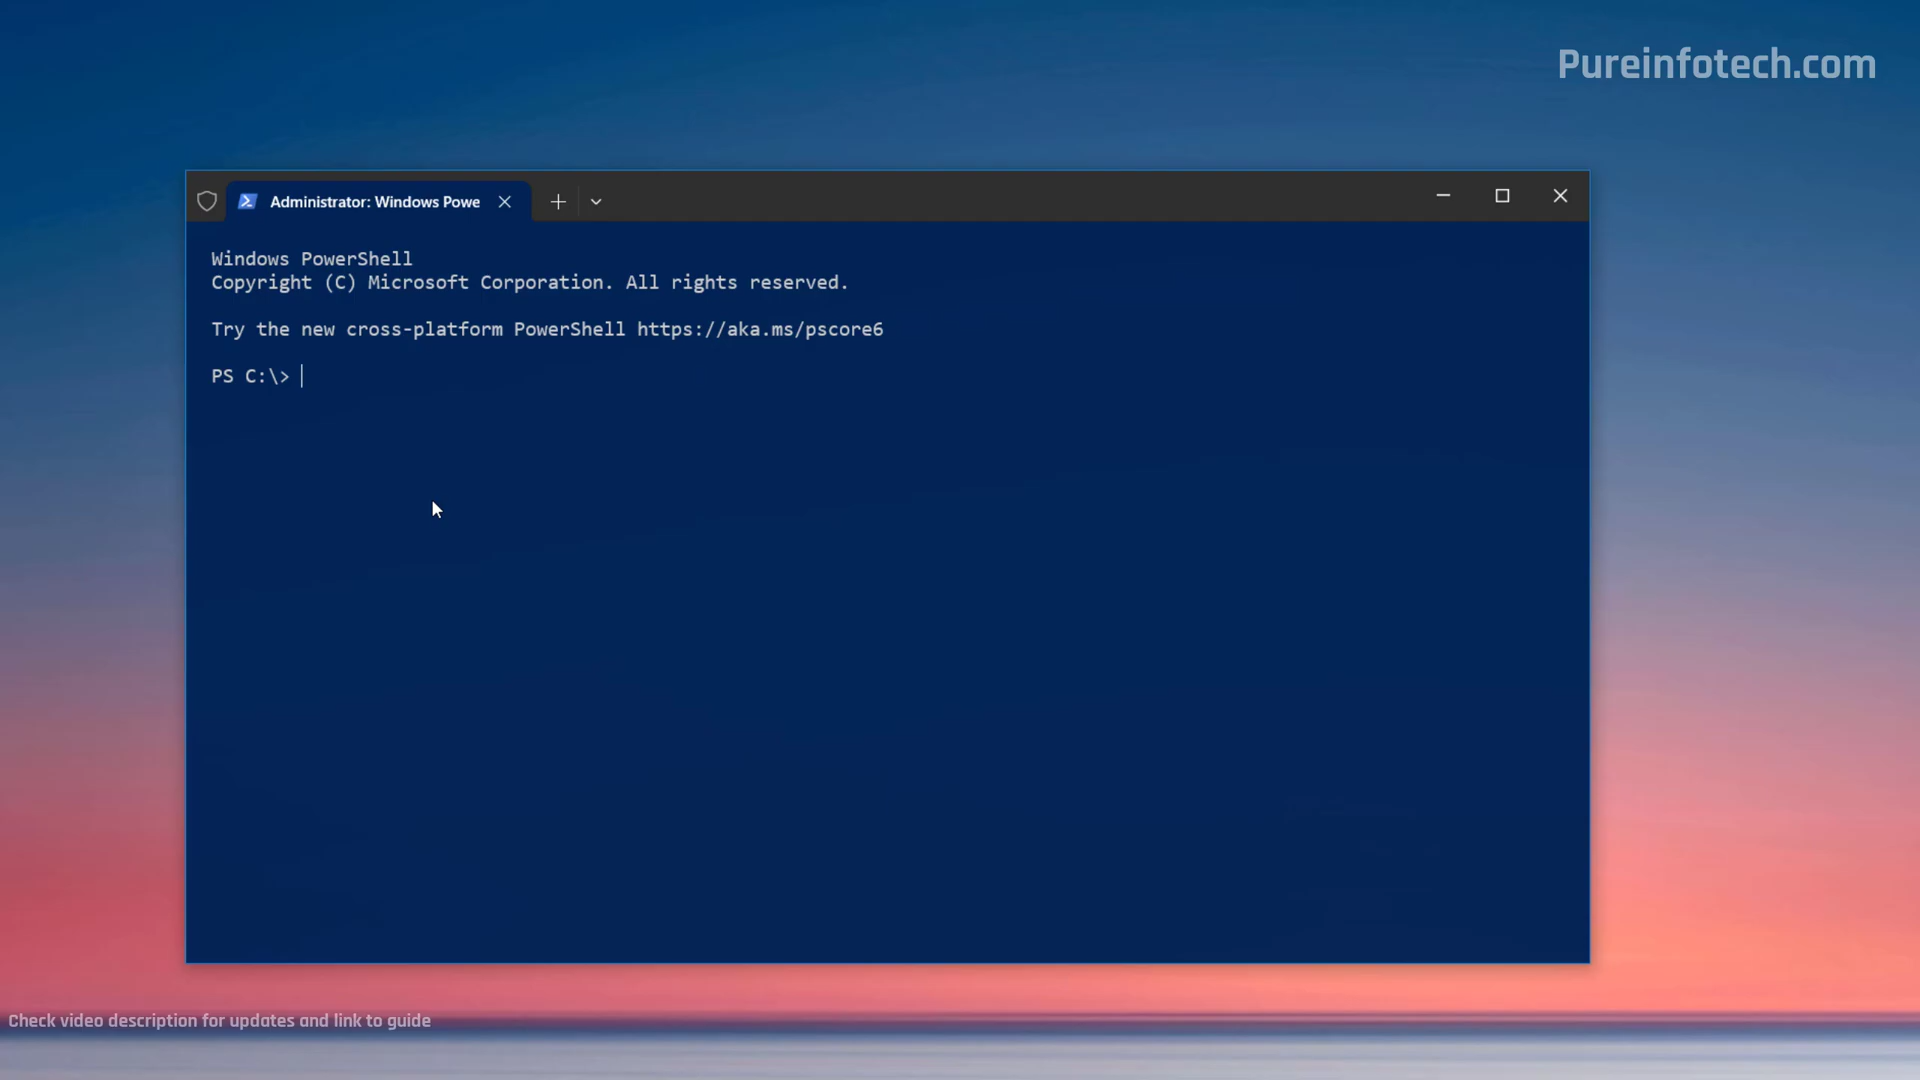 Pureinfotech.com
Administrator: Windows Powe
Windows PowerShell
Copyright (C) Microsoft Corporation. All rights reserved.
Try the new cross-platform PowerShell https://aka.ms/pscore6
PS C:\>
Check video description for updates and link to guide